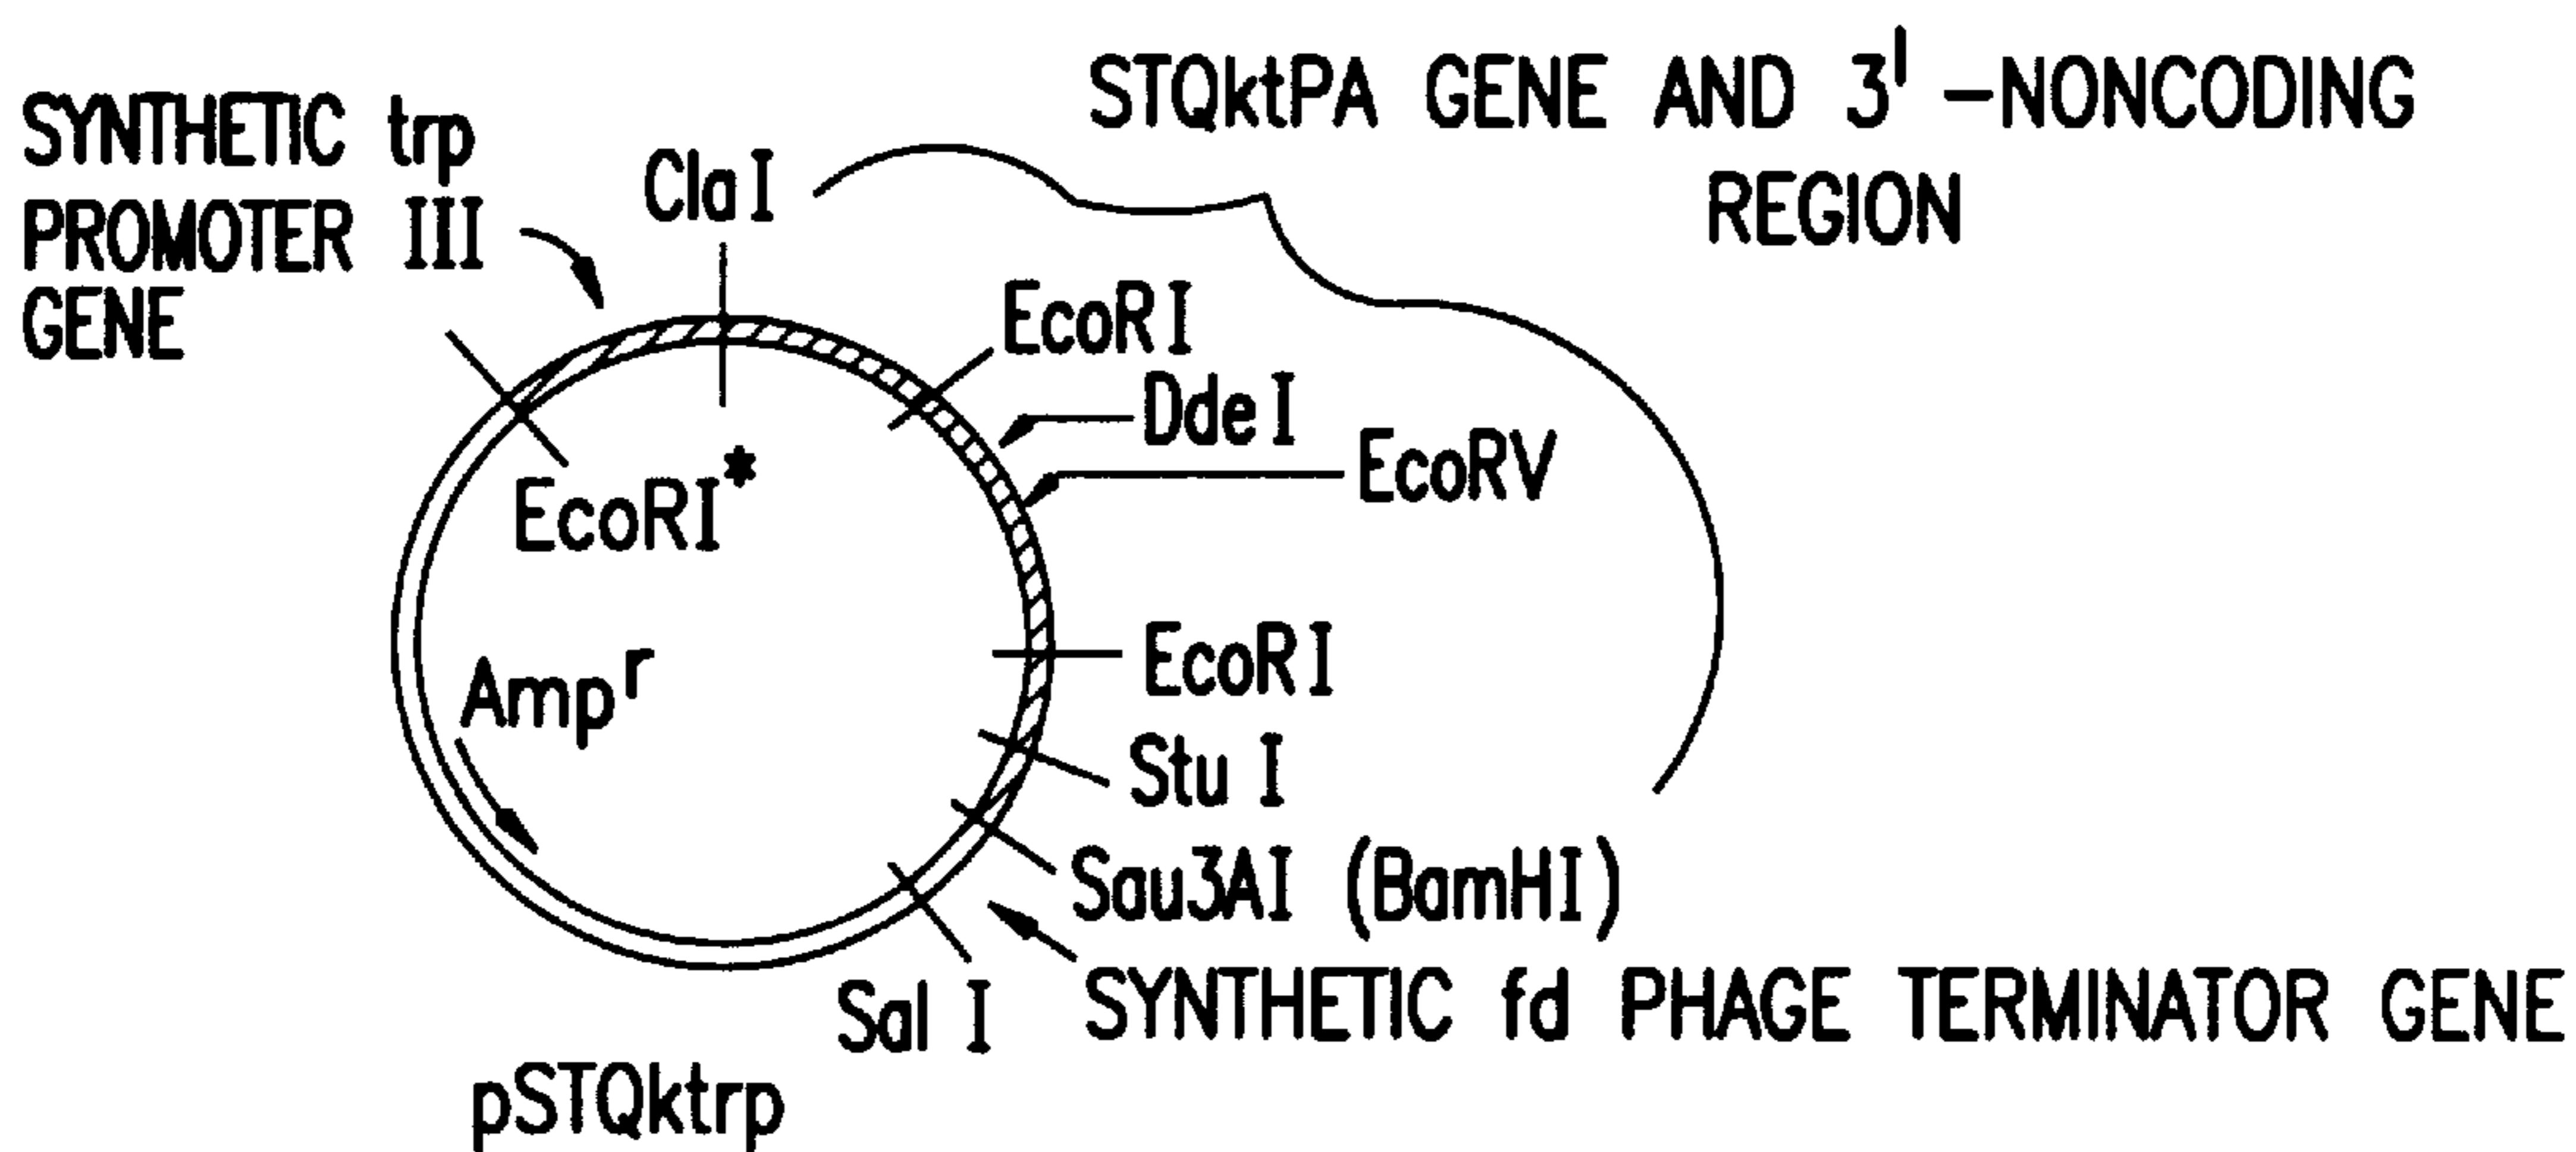 STQktPA GENE AND 3' -NONCODING
REGION
SYNTHETIC trp
PROMOTER III
GENE
ClaI
EcoRI
DdeI
EcoRV
EcoRI*
Ampr
EcoRI
Stu I
Sau3AI (BamHI)
Sal I
SYNTHETIC fd PHAGE TERMINATOR GENE
pSTQktrp